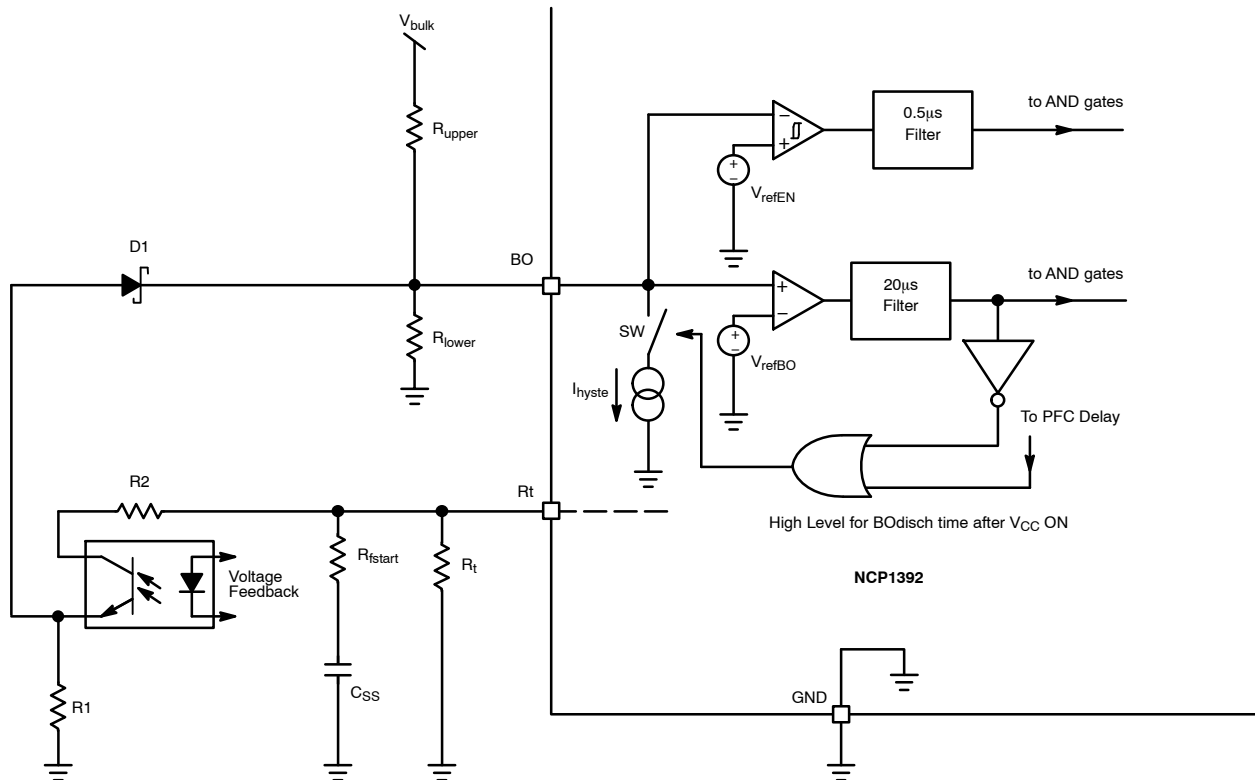 Vbulk
Rupper
0.5μs
Filter
to AND gates
VrefEN
D1
BO
Rlower
SW
Ihyste
20μs
Filter
to AND gates
VrefBO
To PFC Delay
High Level for BOdisch time after VCC ON
R2
Rt
Voltage
Feedback
Rfstart
Rt
NCP1392
R1
CSS
GND